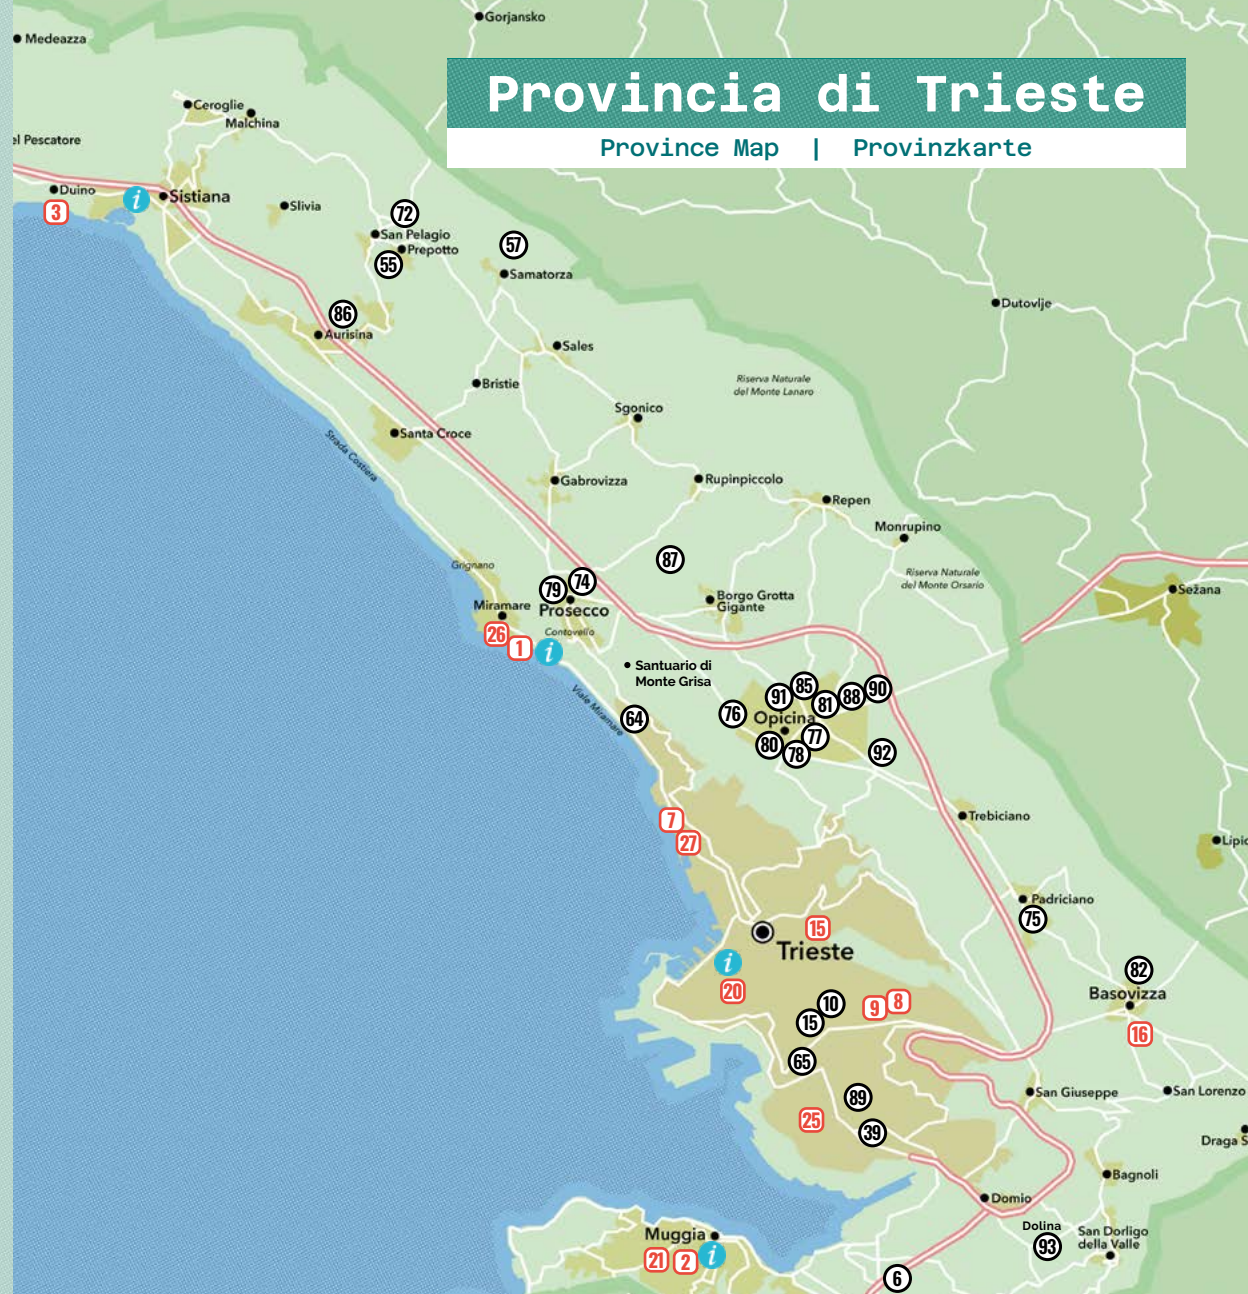 Gorjansko
Medeazza
Provincia di Trieste
Province Map | Provinzkarte
Ceroglie
Malchina
el Pescatore
Duino
i
Sistiana
3
Slivia
72
San Pelagio
Prepotto
55
57
Samatorza
86
Aurisina
Dutovlje
Sales
Bristie
Riserva Naturale
del Monte Lanaro
Sgonico
Santa Croce
Strada Costiera
Gabrovizza
Rupinpiccolo
Repen
Monrupino
87
Grignano
Riserva Naturale
del Monte Orsario
Sežana
79
74
Prosecco
Borgo Grotta
Gigante
Miramare
26
1
i
Contovello
Santuario di
Monte Grisa
Viale Miramare
64
76
91
85
81
88
90
Opicina
80
78
77
92
7
27
Trebiciano
Lipic
Padriciano
75
15
Trieste
i
20
82
Basovizza
16
10
15
9
8
65
89
25
39
San Giuseppe
San Lorenzo
Draga S
Bagnoli
Domio
Dolina
93
San Dorligo
della Valle
Muggia
21
2
i
6